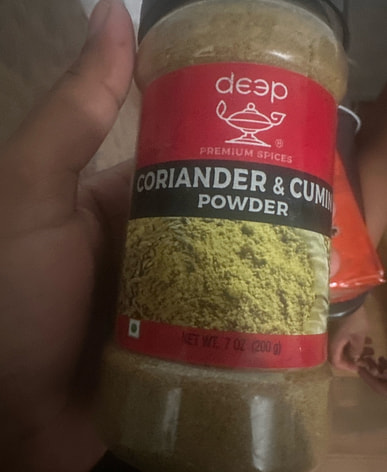 deep
®
PREMIUM SPICES
CORIANDER & CUMIN
POWDER
NET WT. 7 OZ (200 g)